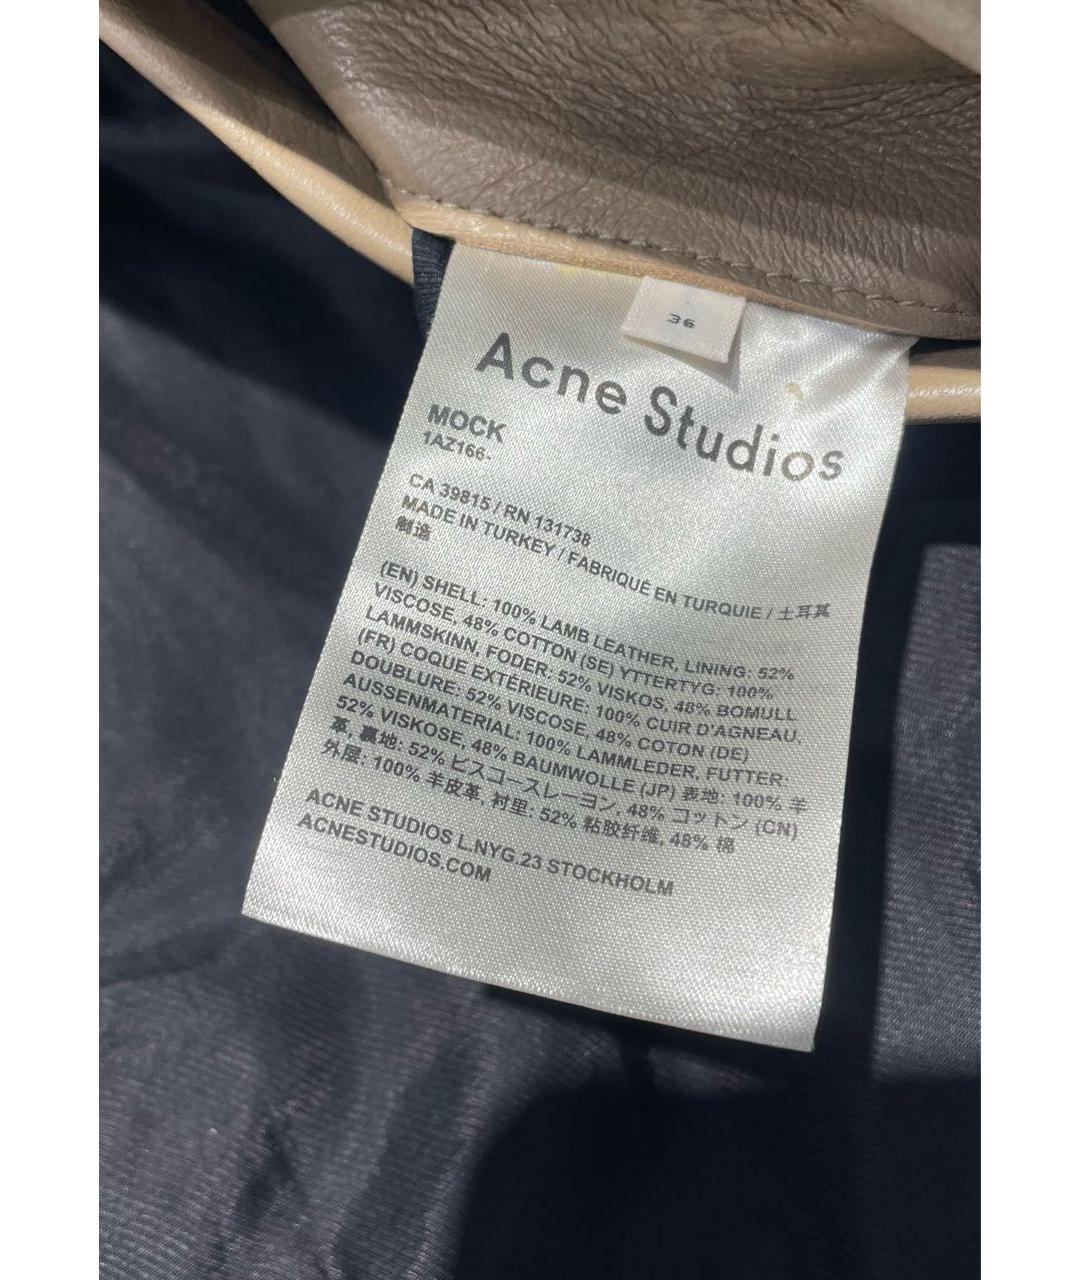 36
Acne Studios
MOCK
1AZ166-
CA 39815 / RN 131738
MADE IN TURKEY / FABRIQUÉ EN TURQUIE / 土耳其
制造
(EN) SHELL: 100% LAMB LEATHER, LINING: 52%
VISCOSE, 48% COTTON (SE) YTTERTYG: 100%
LAMMSKINN, FODER: 52% VISKOS, 48% BOMULL
(FR) COQUE EXTÉRIEURE: 100% CUIR D'AGNEAU,
DOUBLURE: 52% VISCOSE, 48% COTON (DE)
AUSSENMATERIAL: 100% LAMMLEDER, FUTTER:
52% VISKOSE, 48% BAUMWOLLE (JP) 表地: 100% 羊
革, 裏地: 52% ビスコースレーヨン, 48% コットン (CN)
外层: 100% 羊皮革, 衬里: 52% 粘胶纤维, 48% 棉
ACNE STUDIOS L.NYG.23 STOCKHOLM
ACNESTUDIOS.COM